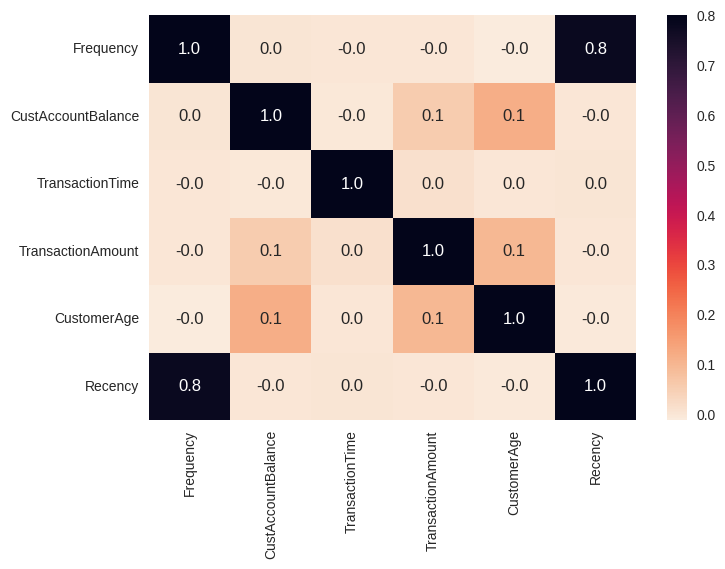 Frequency 1.0 0.0 -0.0 -0.0 -0.0 0.8
CustAccountBalance 0.0 1.0 -0.0 0.1 0.1 -0.0
TransactionTime -0.0 -0.0 1.0 0.0 0.0 0.0
TransactionAmount -0.0 0.1 0.0 1.0 0.1 -0.0
CustomerAge -0.0 0.1 0.0 0.1 1.0 -0.0
Recency 0.8 -0.0 0.0 -0.0 -0.0 1.0
Frequency
CustAccountBalance
TransactionTime
TransactionAmount
CustomerAge
Recency
0.8
0.7
0.6
0.5
0.4
0.3
0.2
0.1
0.0